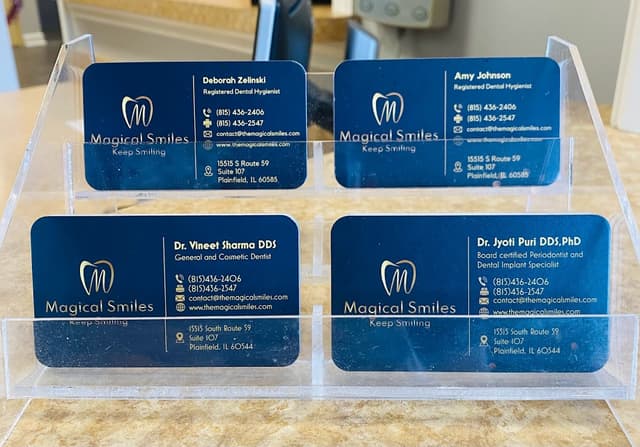 M
Magical Smiles
Keep Smiling
Deborah Zelinski
Registered Dental Hygienist
(815) 436-2406
(815) 436-2547
contact@themagicalsmiles.com
www.themagicalsmiles.com
15515 S Route 59
Suite 107
Plainfield, IL 60585
M
Magical Smiles
Keep Smiling
Amy Johnson
Registered Dental Hygienist
(815) 436-2406
(815) 436-2547
contact@themagicalsmiles.com
www.themagicalsmiles.com
15515 S Route 59
Suite 107
Plainfield, IL 60585
M
Magical Smiles
Keep Smiling
Dr. Vineet Sharma DDS
General and Cosmetic Dentist
(815)436-2406
(815)436-2547
contact@themagicalsmiles.com
www.themagicalsmiles.com
15515 South Route 59
Suite 107
Plainfield, IL 60544
M
Magical Smiles
Keep Smiling
Dr. Jyoti Puri DDS,PhD
Board certified Periodontist and
Dental Implant Specialist
(815)436-2406
(815)436-2547
contact@themagicalsmiles.com
www.themagicalsmiles.com
15515 South Route 59
Suite 107
Plainfield, IL 60544